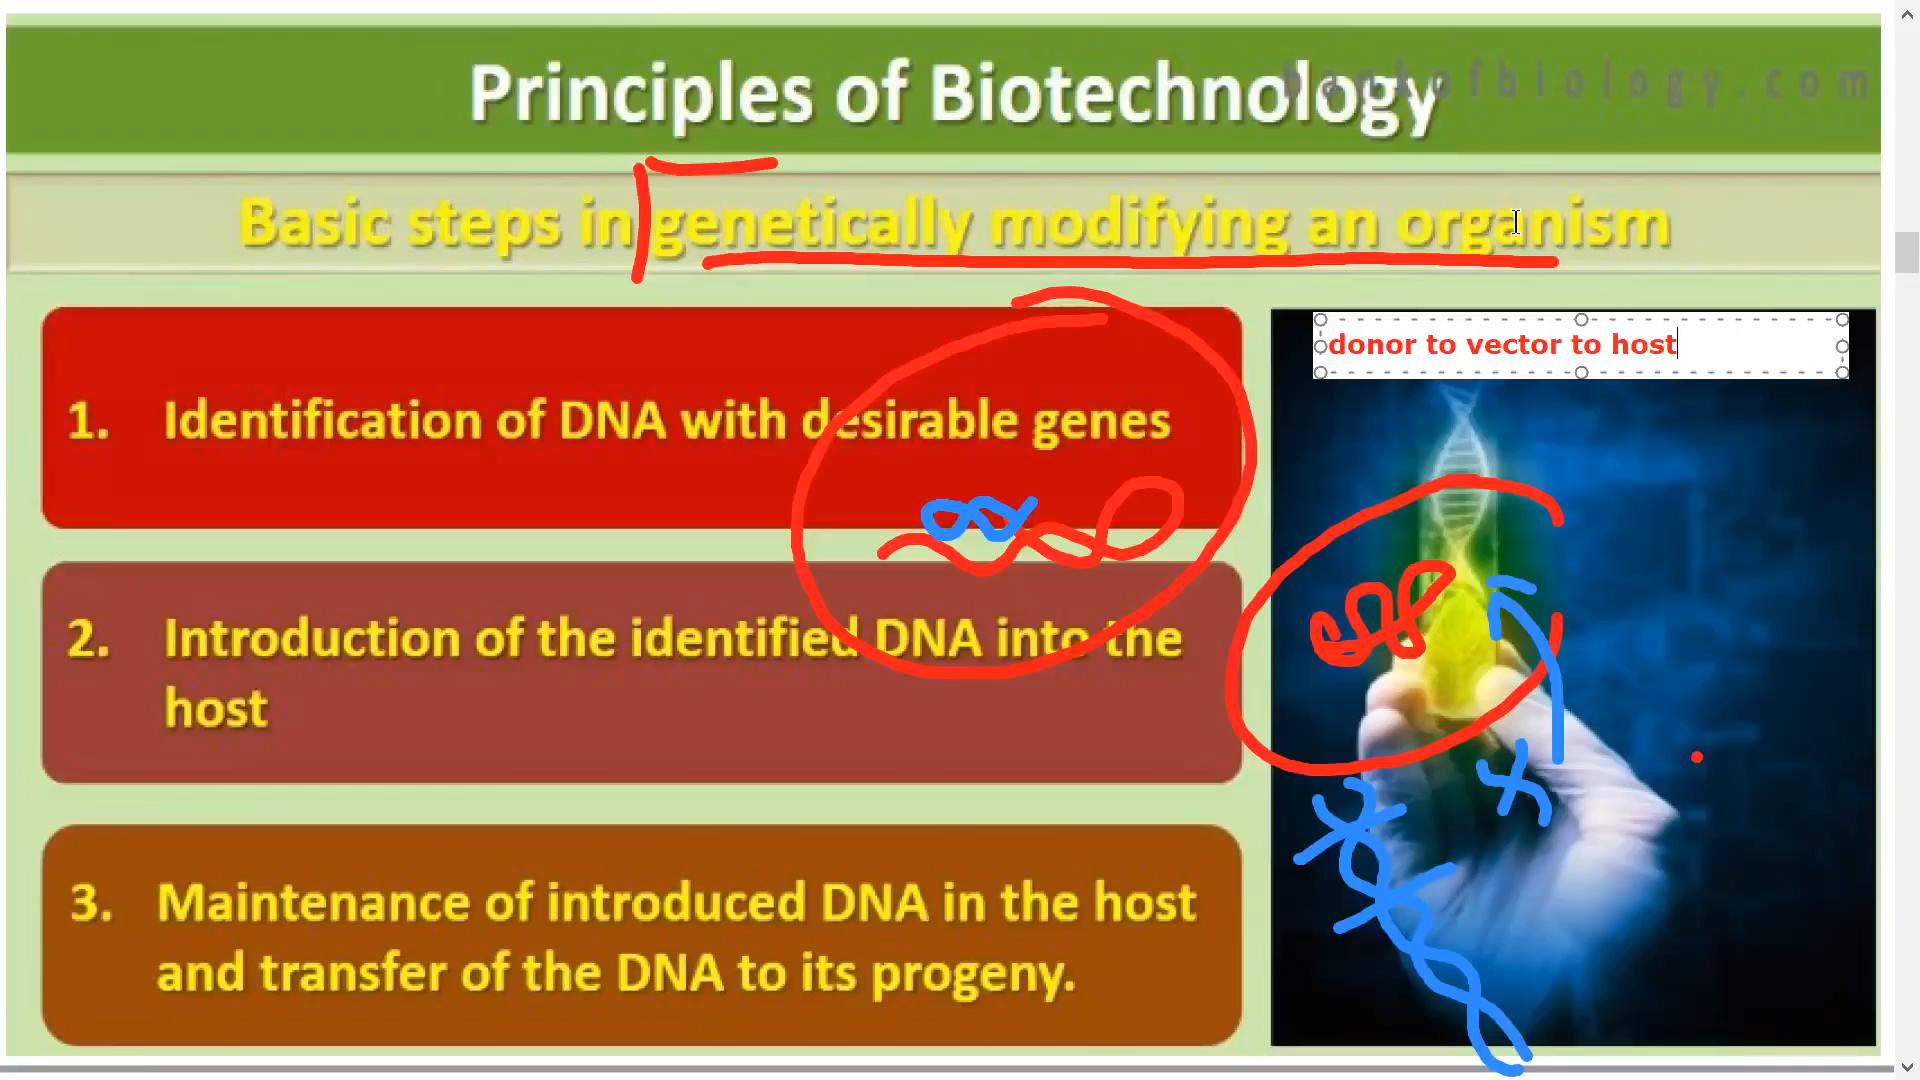 Principles of Biotechnology
bankofbiology.com
Basic steps in genetically modifying an organism
donor to vector to host
1. Identification of DNA with desirable genes
2. Introduction of the identified DNA into the
host
3. Maintenance of introduced DNA in the host
and transfer of the DNA to its progeny.